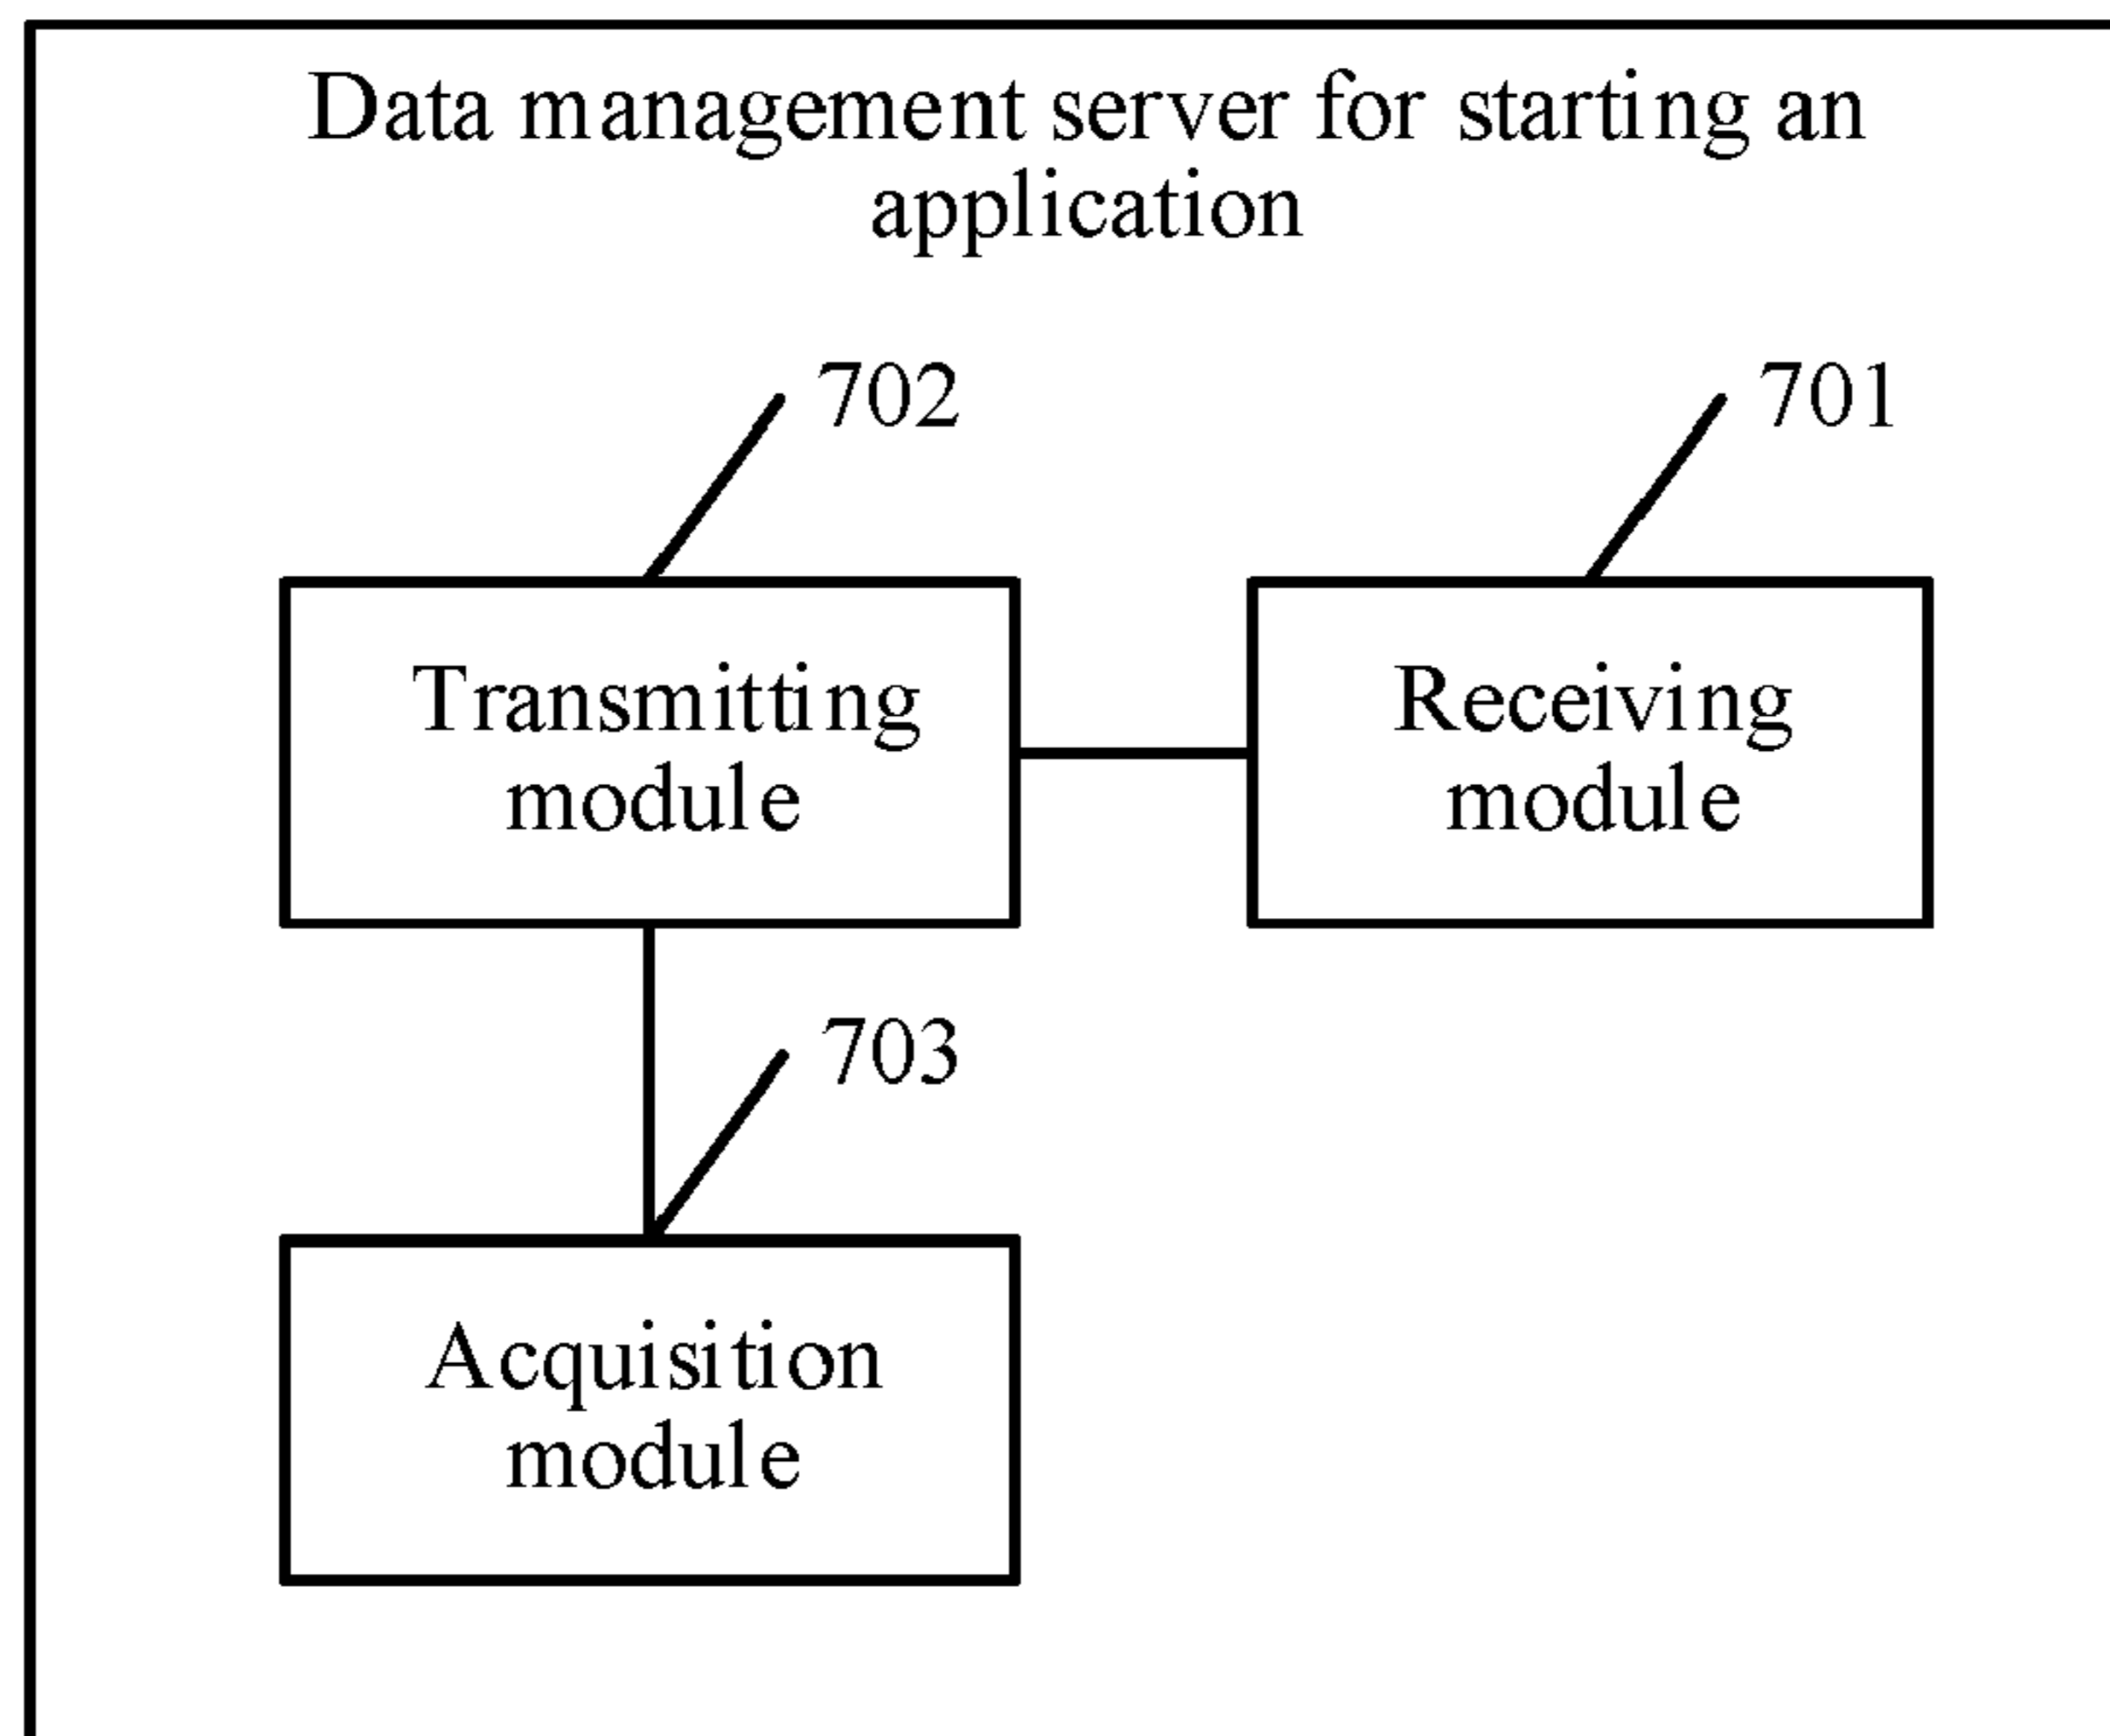 Data management server for starting an
application
702
701
Transmitting
module
Receiving
module
703
Acquisition
module